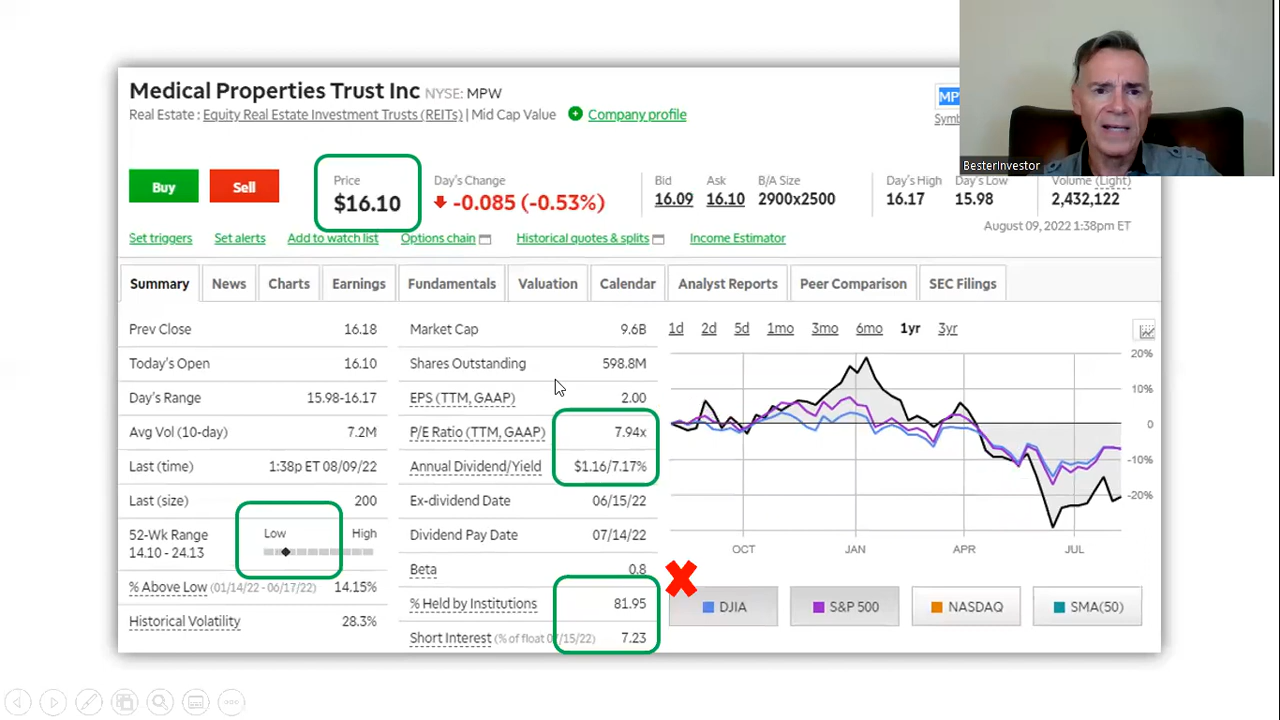 Medical Properties Trust Inc NYSE: MPW
Real Estate : Equity Real Estate Investment Trusts (REITs) | Mid Cap Value Company profile
MP
Symb
BesterInvestor
Buy Sell
Price
$16.10
Day's Change
-0.085 (-0.53%)
Bid Ask B/A Size
16.09 16.10 2900x2500
Day's High Day's Low Volume (Light)
16.17 15.98 2,432,122
August 09, 2022 1:38pm ET
Set triggers Set alerts Add to watch list Options chain Historical quotes & splits Income Estimator
Summary News Charts Earnings Fundamentals Valuation Calendar Analyst Reports Peer Comparison SEC Filings
Prev Close 16.18
Today's Open 16.10
Day's Range 15.98-16.17
Avg Vol (10-day) 7.2M
Last (time) 1:38p ET 08/09/22
Last (size) 200
52-Wk Range Low High
14.10 - 24.13
% Above Low (01/14/22 - 06/17/22) 14.15%
Historical Volatility 28.3%
Market Cap 9.6B
Shares Outstanding 598.8M
EPS (TTM, GAAP) 2.00
P/E Ratio (TTM, GAAP) 7.94x
Annual Dividend/Yield $1.16/7.17%
Ex-dividend Date 06/15/22
Dividend Pay Date 07/14/22
Beta 0.8
% Held by Institutions 81.95
Short Interest (% of float 07/15/22) 7.23
1d 2d 5d 1mo 3mo 6mo 1yr 3yr
20%
10%
0
-10%
-20%
OCT JAN APR JUL
DJIA S&P 500 NASDAQ SMA(50)